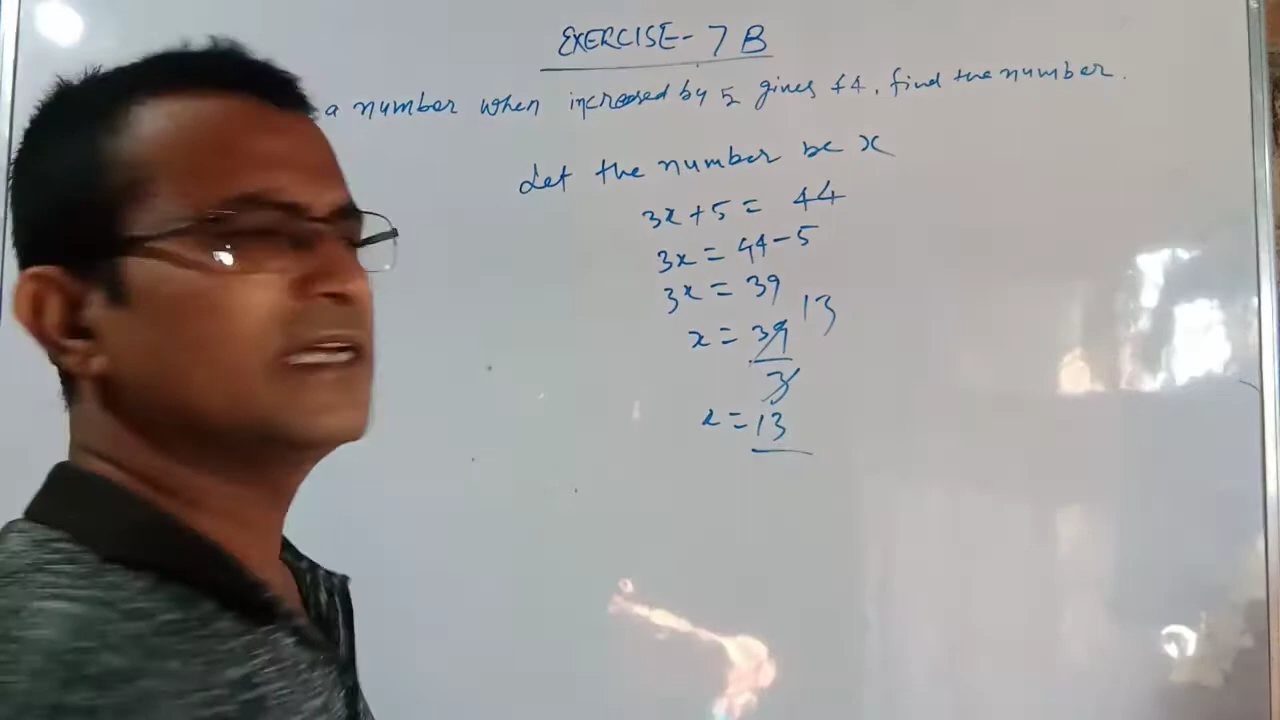 EXERCISE- 7 B
a number when increased by 5 gives 44. find the number.
Let the number be x
3x+5= 44
3x=44-5
3x=39
x=39 13
3
x=13